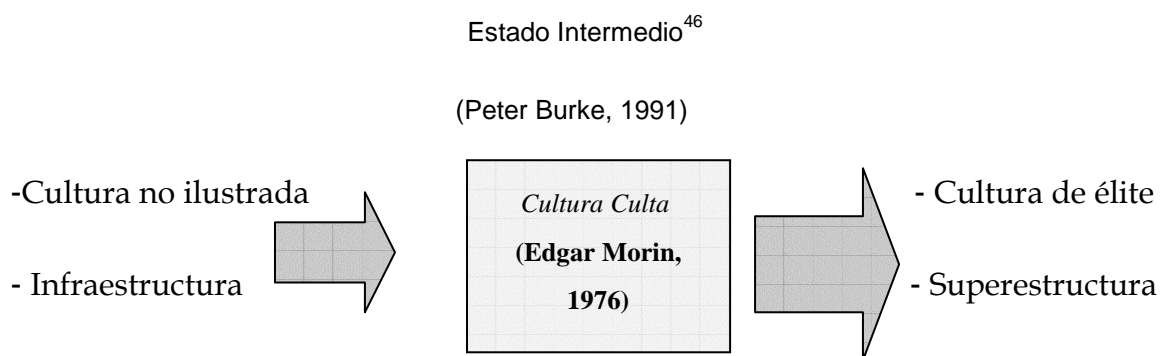 Estado Intermedio46
(Peter Burke, 1991)
-Cultura no ilustrada
- Infraestructura
Cultura Culta
(Edgar Morin,
1976)
- Cultura de élite
- Superestructura